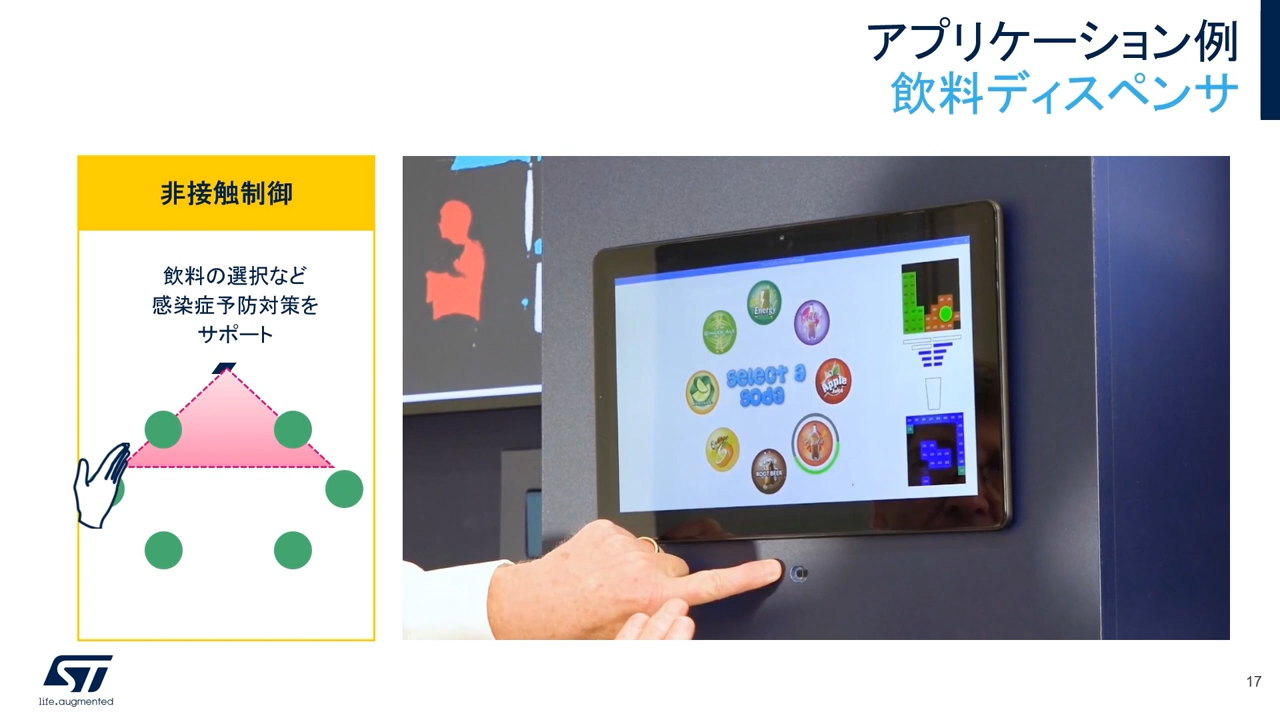 アプリケーション例
飲料ディスペンサ
非接触制御
飲料の選択など
感染症予防対策を
サポート
Energy
select a
soda
Apple
ROOT BEER
ST
life.augmented
17